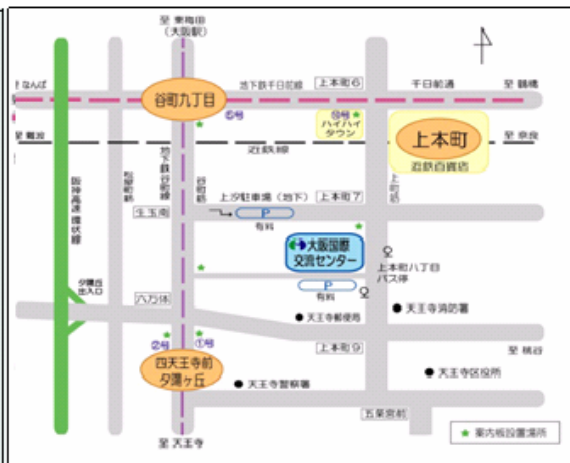 至 東梅田
(大阪駅)
至 なんば
谷町九丁目
地下鉄千日前線
上本町6
千日前通
至 鶴橋
⑤号
⑩号
ハイハイ
タウン
上本町
近鉄百貨店
至 難波
近鉄線
至 奈良
阪神高速 環状線
松屋町筋
地下鉄谷町線
谷町筋
上町筋
上汐駐車場(地下)
上本町7
生玉南
P
有料
大阪国際
交流センター
上本町八丁目
バス停
夕陽丘
出入口
六万体
P
有料
天王寺郵便局
天王寺消防署
②号
①号
上本町9
至 桃谷
四天王寺前
夕陽ヶ丘
天王寺警察署
天王寺区役所
五条宮前
至 天王寺
案内板設置場所